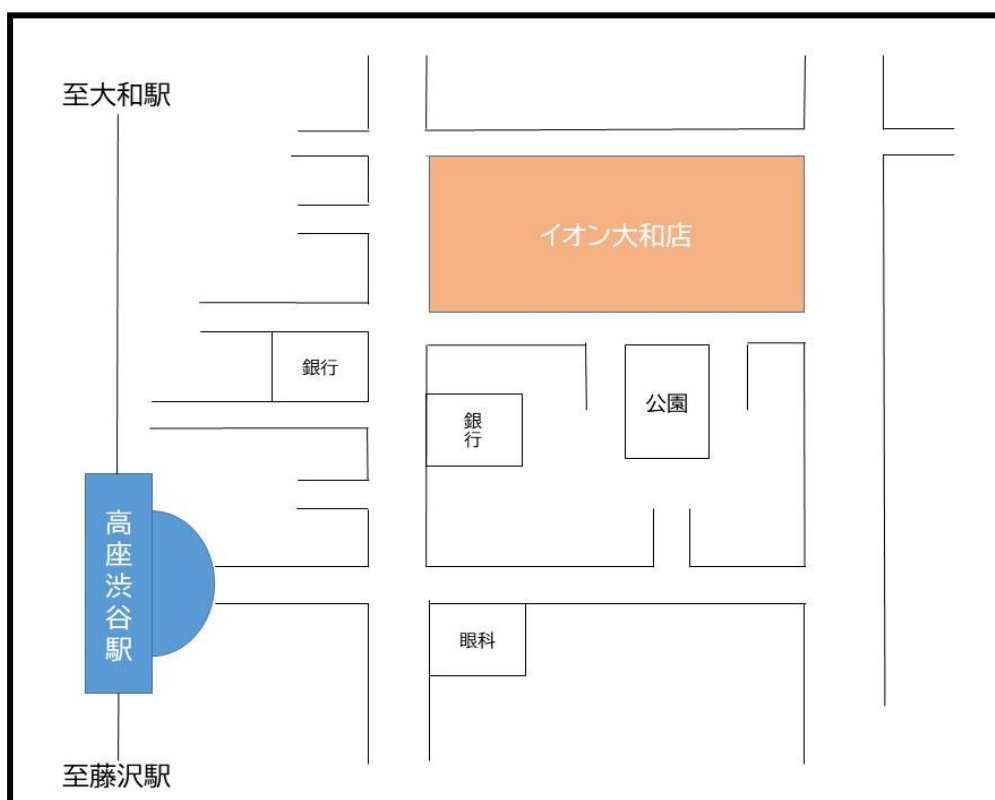 至大和駅
イオン大和店
銀行
銀行
公園
高座渋谷駅
眼科
至藤沢駅